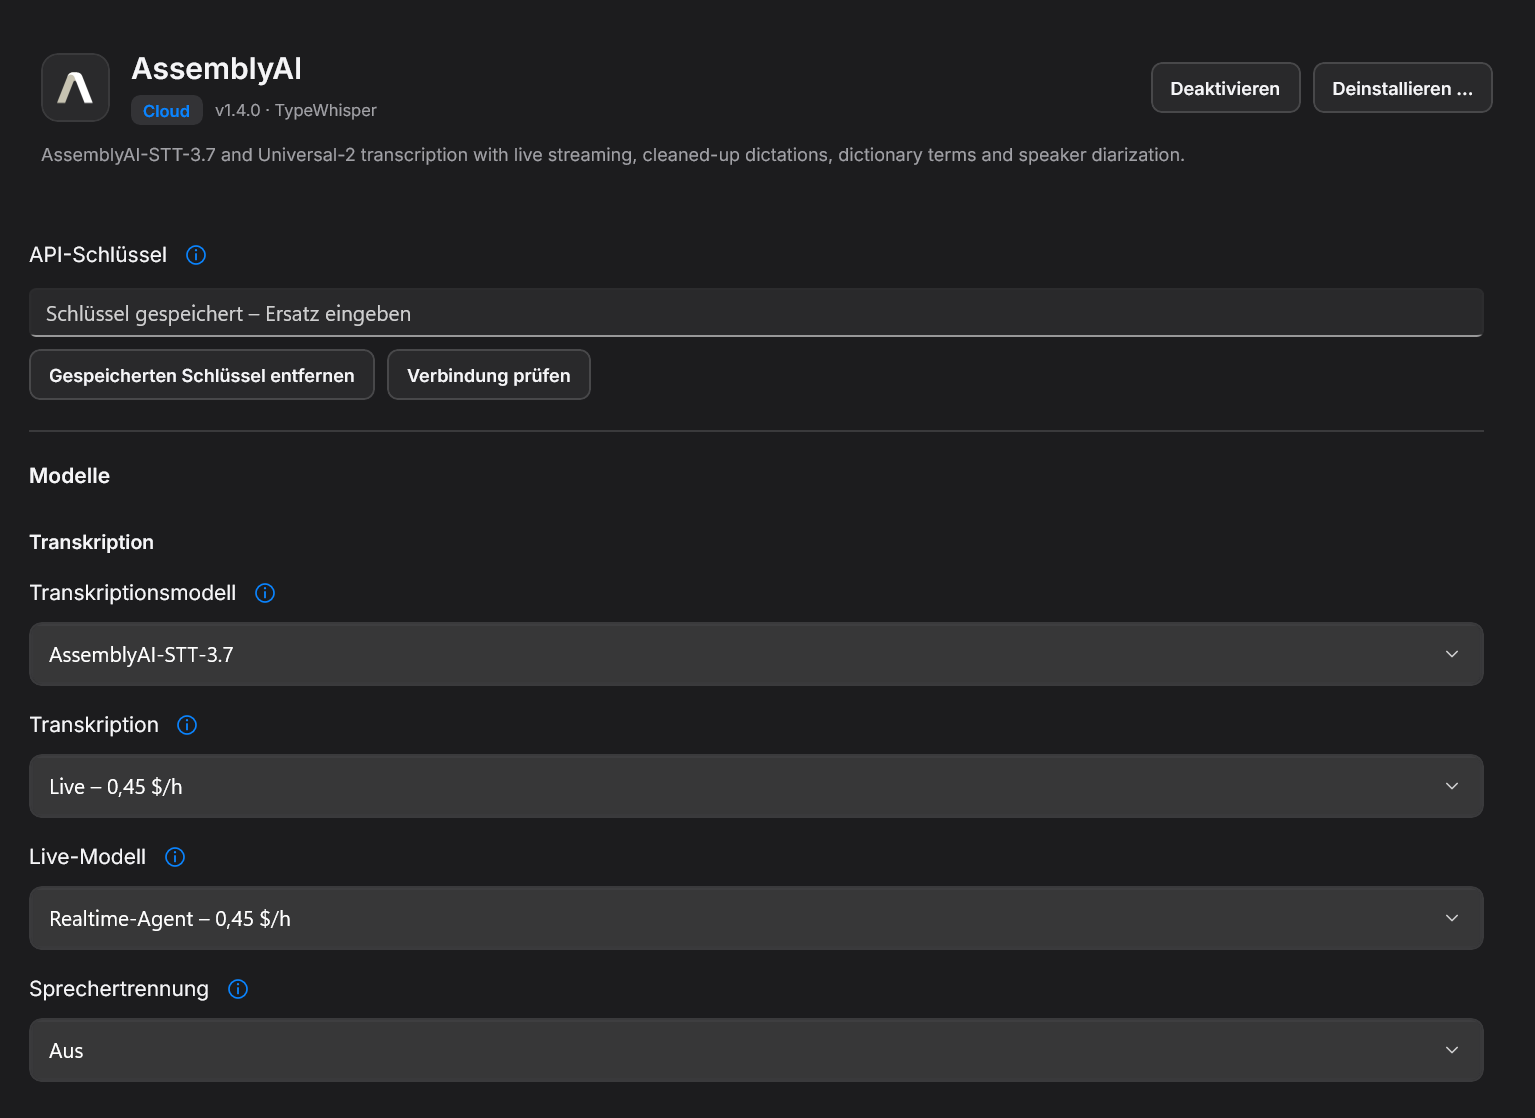 AssemblyAI
Cloud v1.4.0 · TypeWhisper
Deaktivieren
Deinstallieren ...
AssemblyAI-STT-3.7 and Universal-2 transcription with live streaming, cleaned-up dictations, dictionary terms and speaker diarization.
API-Schlüssel
Schlüssel gespeichert – Ersatz eingeben
Gespeicherten Schlüssel entfernen
Verbindung prüfen
Modelle
Transkription
Transkriptionsmodell
AssemblyAI-STT-3.7
Transkription
Live – 0,45 $/h
Live-Modell
Realtime-Agent – 0,45 $/h
Sprechertrennung
Aus